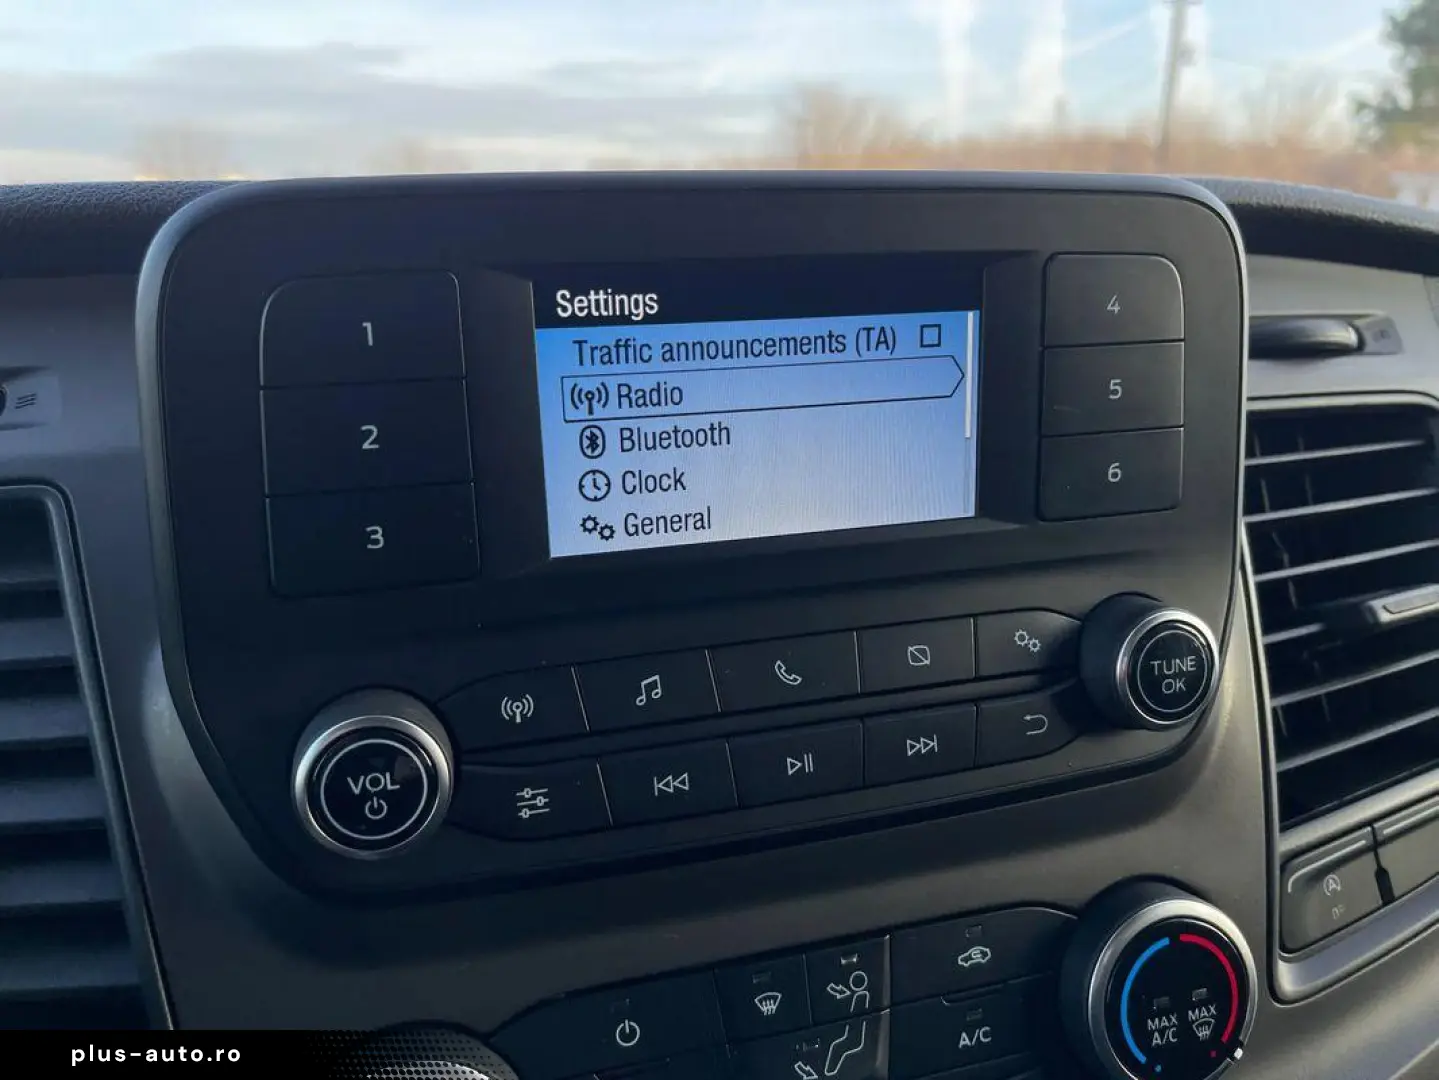 Settings
Traffic announcements (TA)
Radio
Bluetooth
Clock
General
1
2
3
4
5
6
VOL
TUNE
OK
A/C
MAX
A/C
MAX
A
plus-auto.ro